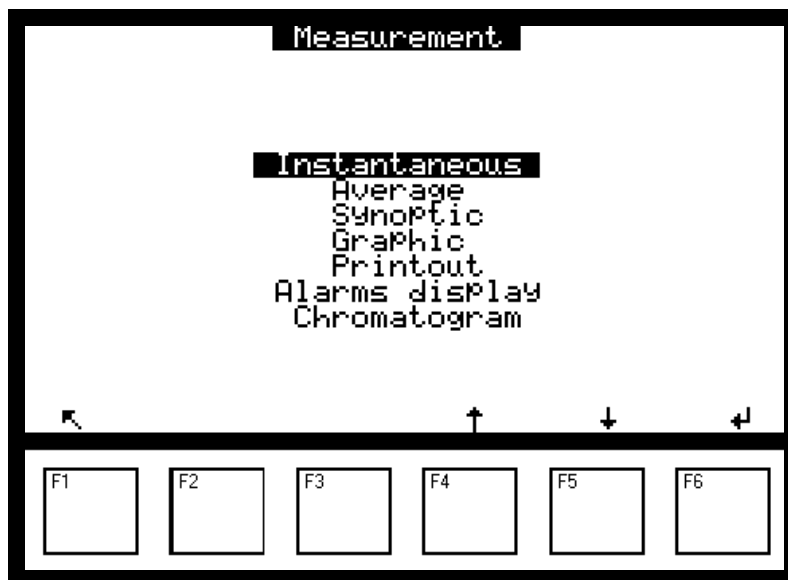 Measurement
Instantaneous
Average
Synoptic
Graphic
Printout
Alarms display
Chromatogram
↖ ↑ ↓ ↵
F1 F2 F3 F4 F5 F6